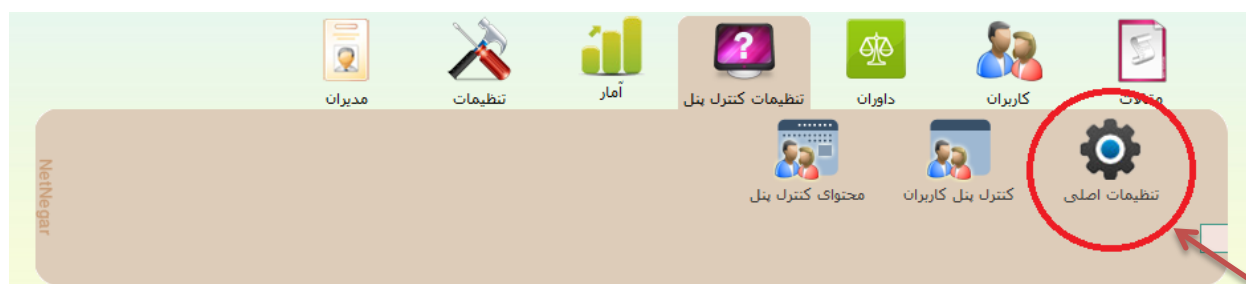 مقالات کاربران داوران تنظیمات کنترل پنل آمار تنظیمات مدیران
تنظیمات اصلی کنترل پنل کاربران محتوای کنترل پنل
NetNegar